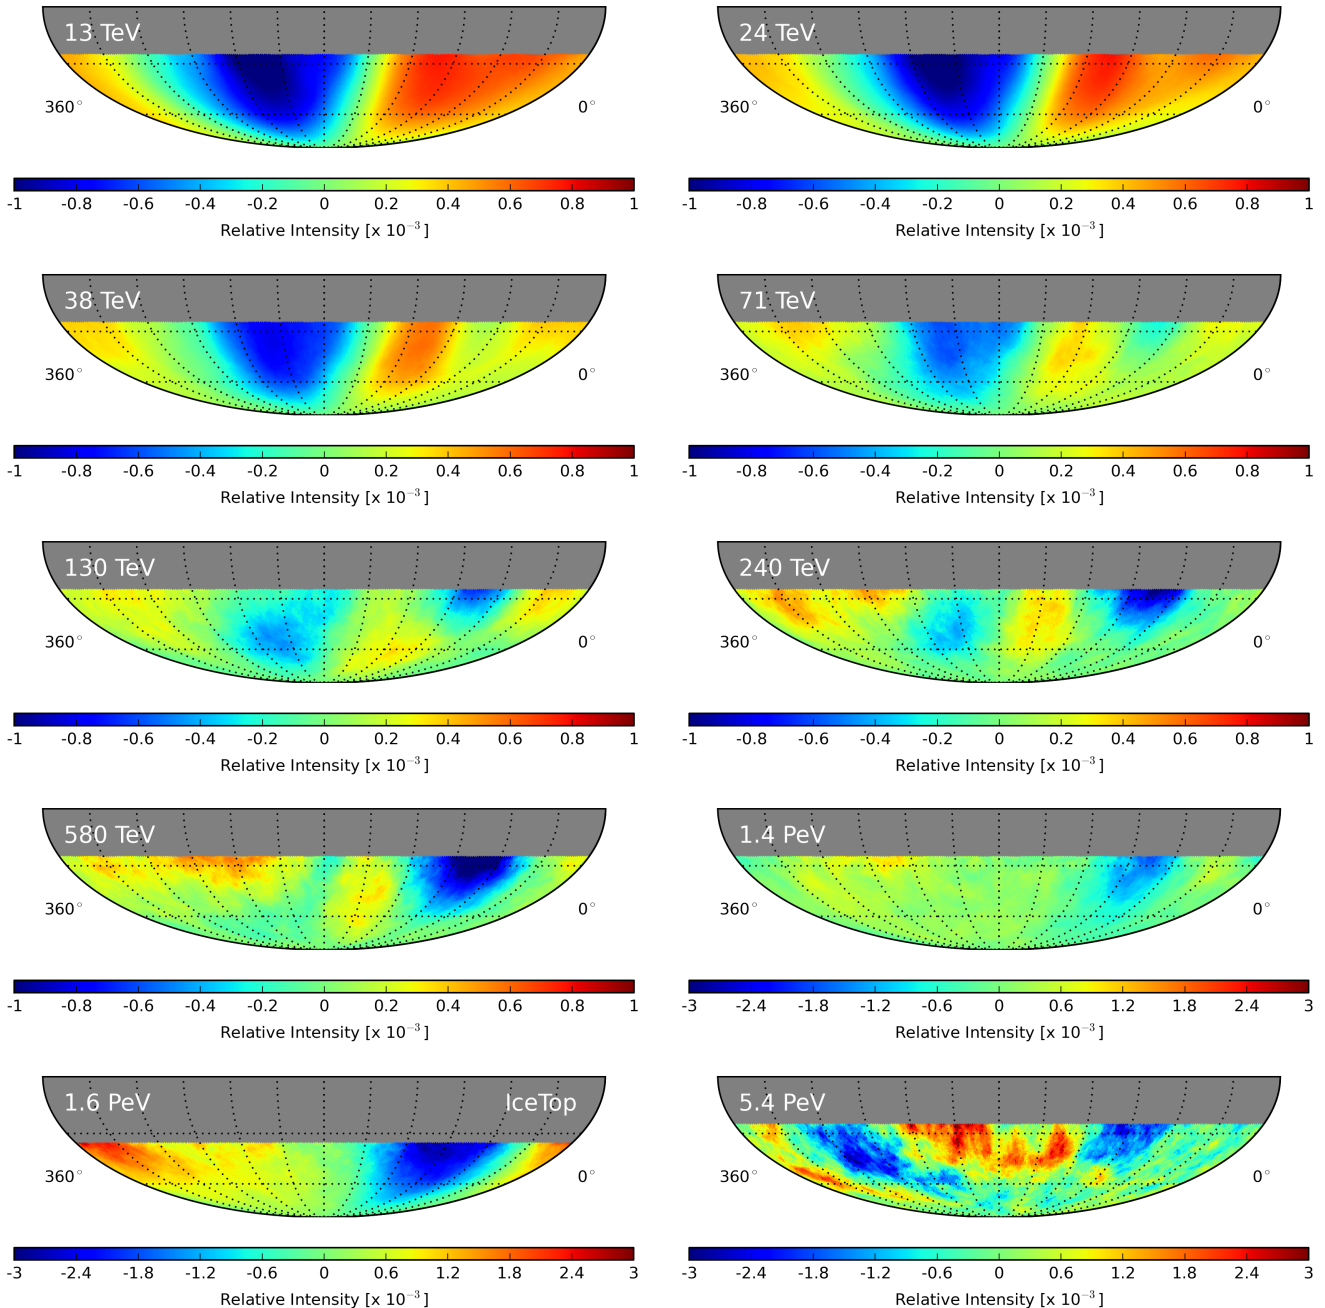 13 TeV
360°
0°
-1 -0.8 -0.6 -0.4 -0.2 0 0.2 0.4 0.6 0.8 1
Relative Intensity [x 10⁻³]
24 TeV
360°
0°
-1 -0.8 -0.6 -0.4 -0.2 0 0.2 0.4 0.6 0.8 1
Relative Intensity [x 10⁻³]
38 TeV
360°
0°
-1 -0.8 -0.6 -0.4 -0.2 0 0.2 0.4 0.6 0.8 1
Relative Intensity [x 10⁻³]
71 TeV
360°
0°
-1 -0.8 -0.6 -0.4 -0.2 0 0.2 0.4 0.6 0.8 1
Relative Intensity [x 10⁻³]
130 TeV
360°
0°
-1 -0.8 -0.6 -0.4 -0.2 0 0.2 0.4 0.6 0.8 1
Relative Intensity [x 10⁻³]
240 TeV
360°
0°
-1 -0.8 -0.6 -0.4 -0.2 0 0.2 0.4 0.6 0.8 1
Relative Intensity [x 10⁻³]
580 TeV
360°
0°
-1 -0.8 -0.6 -0.4 -0.2 0 0.2 0.4 0.6 0.8 1
Relative Intensity [x 10⁻³]
1.4 PeV
360°
0°
-3 -2.4 -1.8 -1.2 -0.6 0 0.6 1.2 1.8 2.4 3
Relative Intensity [x 10⁻³]
1.6 PeV IceTop
360°
0°
-3 -2.4 -1.8 -1.2 -0.6 0 0.6 1.2 1.8 2.4 3
Relative Intensity [x 10⁻³]
5.4 PeV
360°
0°
-3 -2.4 -1.8 -1.2 -0.6 0 0.6 1.2 1.8 2.4 3
Relative Intensity [x 10⁻³]